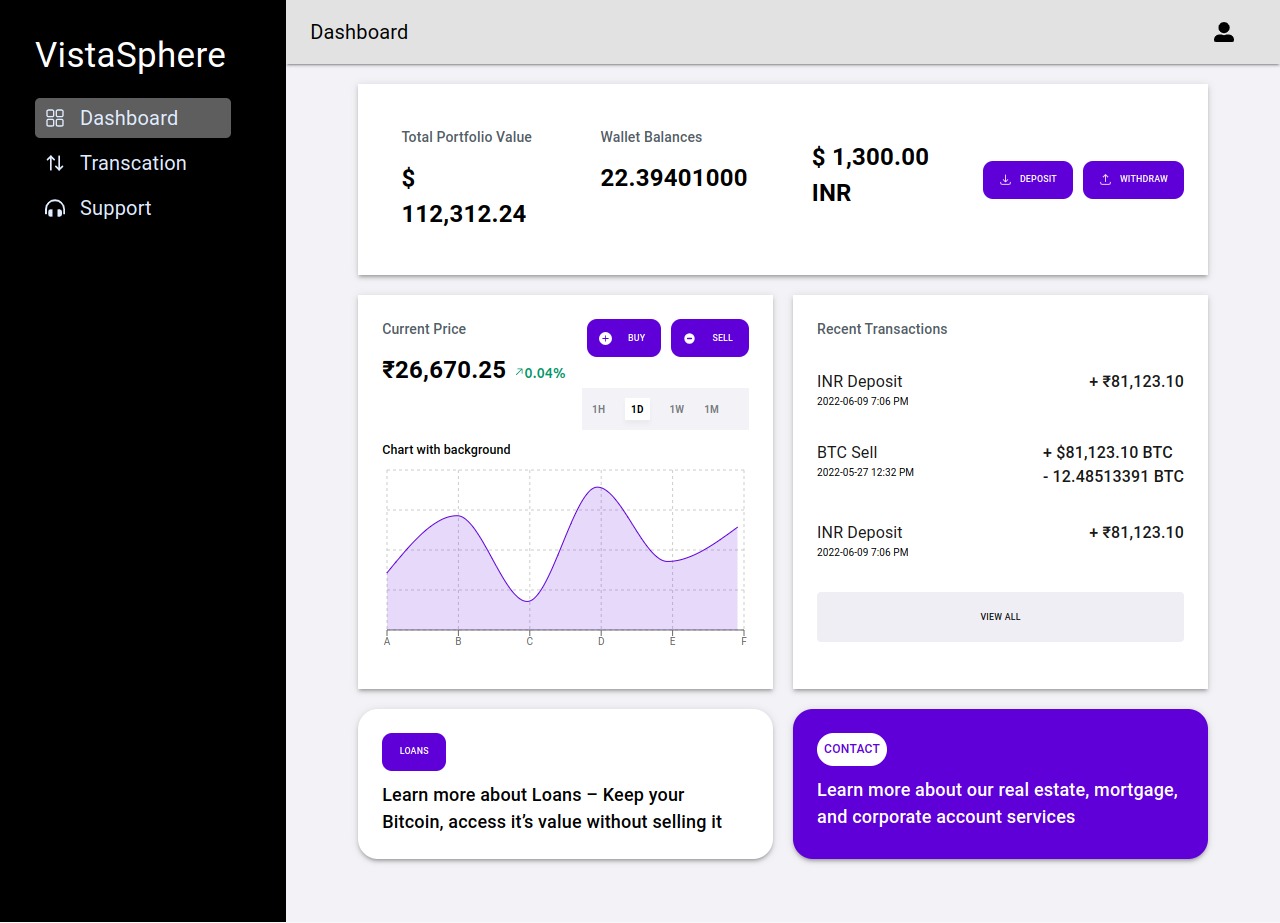 VistaSphere
Dashboard
Transcation
Support
Dashboard
Total Portfolio Value
$
112,312.24
Wallet Balances
22.39401000
$ 1,300.00
INR
DEPOSIT
WITHDRAW
Current Price
₹26,670.25
0.04%
BUY
SELL
1H
1D
1W
1M
Chart with background
A
B
C
D
E
F
Recent Transactions
INR Deposit
2022-06-09 7:06 PM
+ ₹81,123.10
BTC Sell
2022-05-27 12:32 PM
+ $81,123.10 BTC
- 12.48513391 BTC
INR Deposit
2022-06-09 7:06 PM
+ ₹81,123.10
VIEW ALL
LOANS
Learn more about Loans – Keep your
Bitcoin, access it’s value without selling it
CONTACT
Learn more about our real estate, mortgage,
and corporate account services